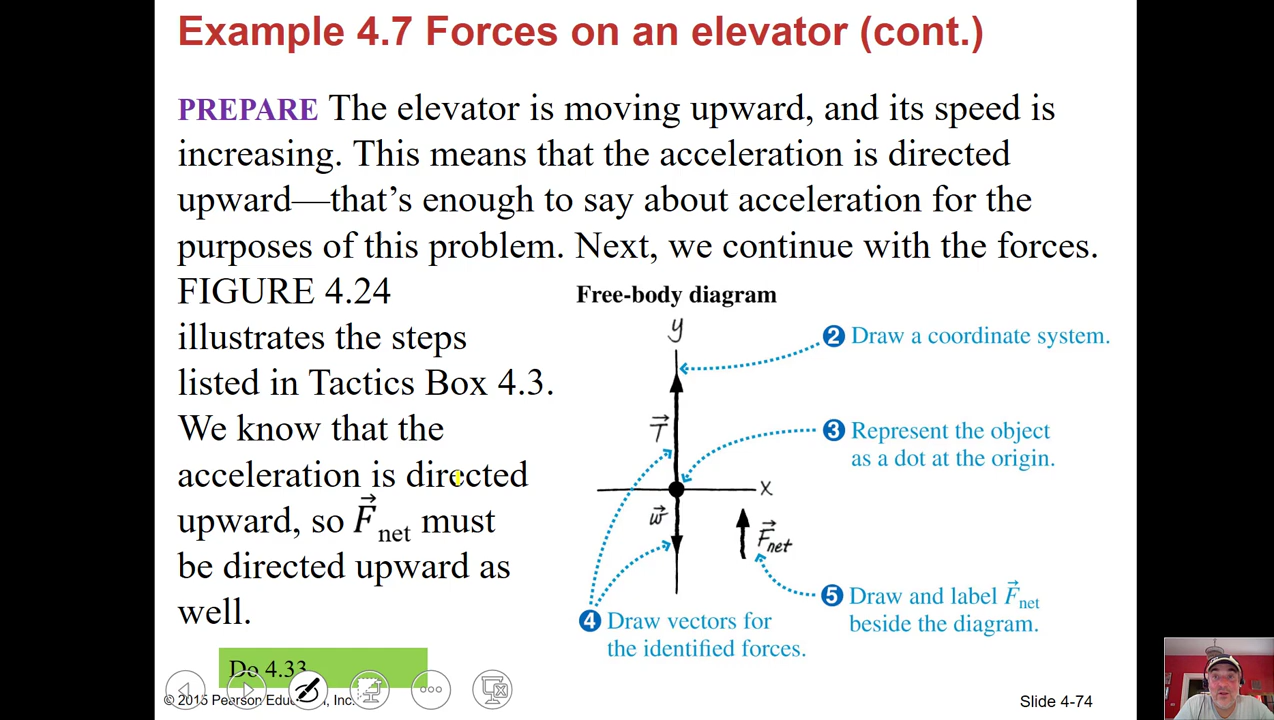 Example 4.7 Forces on an elevator (cont.)
PREPARE The elevator is moving upward, and its speed is
increasing. This means that the acceleration is directed
upward—that’s enough to say about acceleration for the
purposes of this problem. Next, we continue with the forces.
FIGURE 4.24
illustrates the steps
listed in Tactics Box 4.3.
We know that the
acceleration is directed
upward, so F⃗net must
be directed upward as
well.
Free-body diagram
y
2 Draw a coordinate system.
T⃗
3 Represent the object
as a dot at the origin.
x
w⃗
F⃗net
5 Draw and label F⃗net
beside the diagram.
4 Draw vectors for
the identified forces.
Do 4.33
© 2015 Pearson Education, Inc.
Slide 4-74